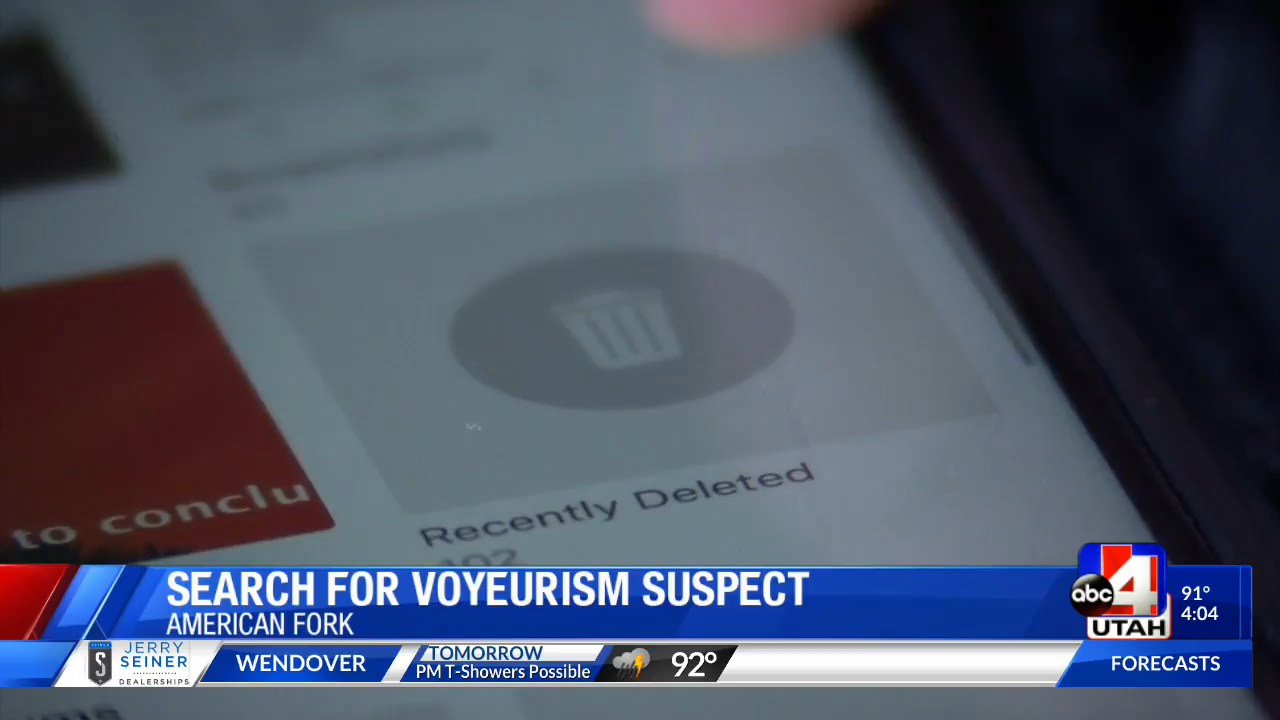 to conclu
Recently Deleted
102
SEARCH FOR VOYEURISM SUSPECT
AMERICAN FORK
abc
4
UTAH
91°
4:04
S
JERRY
SEINER
DEALERSHIPS
WENDOVER
TOMORROW
PM T-Showers Possible
92°
FORECASTS